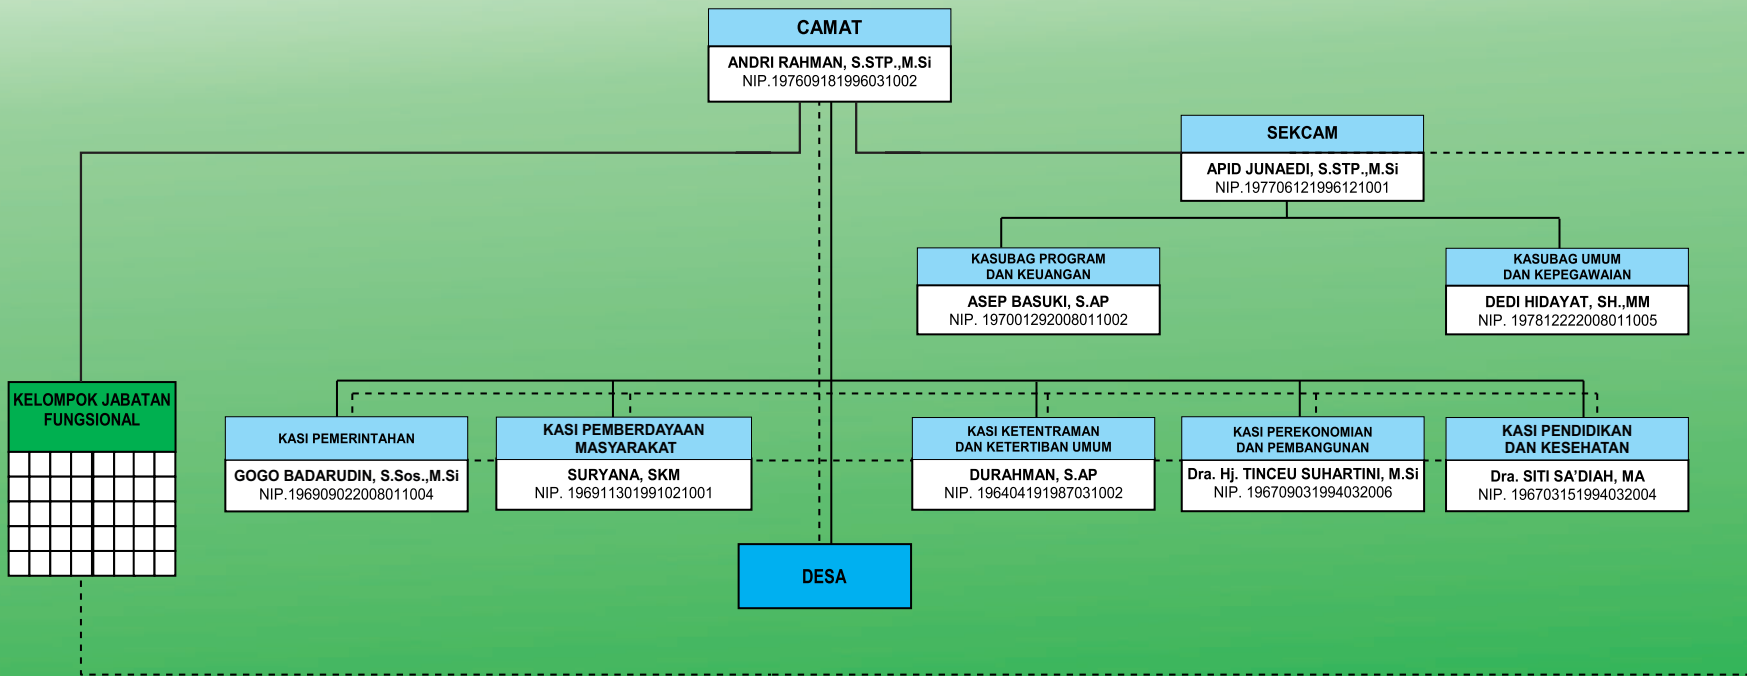 CAMAT
ANDRI RAHMAN, S.STP.,M.Si
NIP.197609181996031002
SEKCAM
APID JUNAEDI, S.STP.,M.Si
NIP.197706121996121001
KASUBAG PROGRAM
DAN KEUANGAN
ASEP BASUKI, S.AP
NIP. 197001292008011002
KASUBAG UMUM
DAN KEPEGAWAIAN
DEDI HIDAYAT, SH.,MM
NIP. 197812222008011005
KELOMPOK JABATAN
FUNGSIONAL
KASI PEMERINTAHAN
GOGO BADARUDIN, S.Sos.,M.Si
NIP.196909022008011004
KASI PEMBERDAYAAN
MASYARAKAT
SURYANA, SKM
NIP. 196911301991021001
KASI KETENTRAMAN
DAN KETERTIBAN UMUM
DURAHMAN, S.AP
NIP. 196404191987031002
KASI PEREKONOMIAN
DAN PEMBANGUNAN
Dra. Hj. TINCEU SUHARTINI, M.Si
NIP. 196709031994032006
KASI PENDIDIKAN
DAN KESEHATAN
Dra. SITI SA’DIAH, MA
NIP. 196703151994032004
DESA